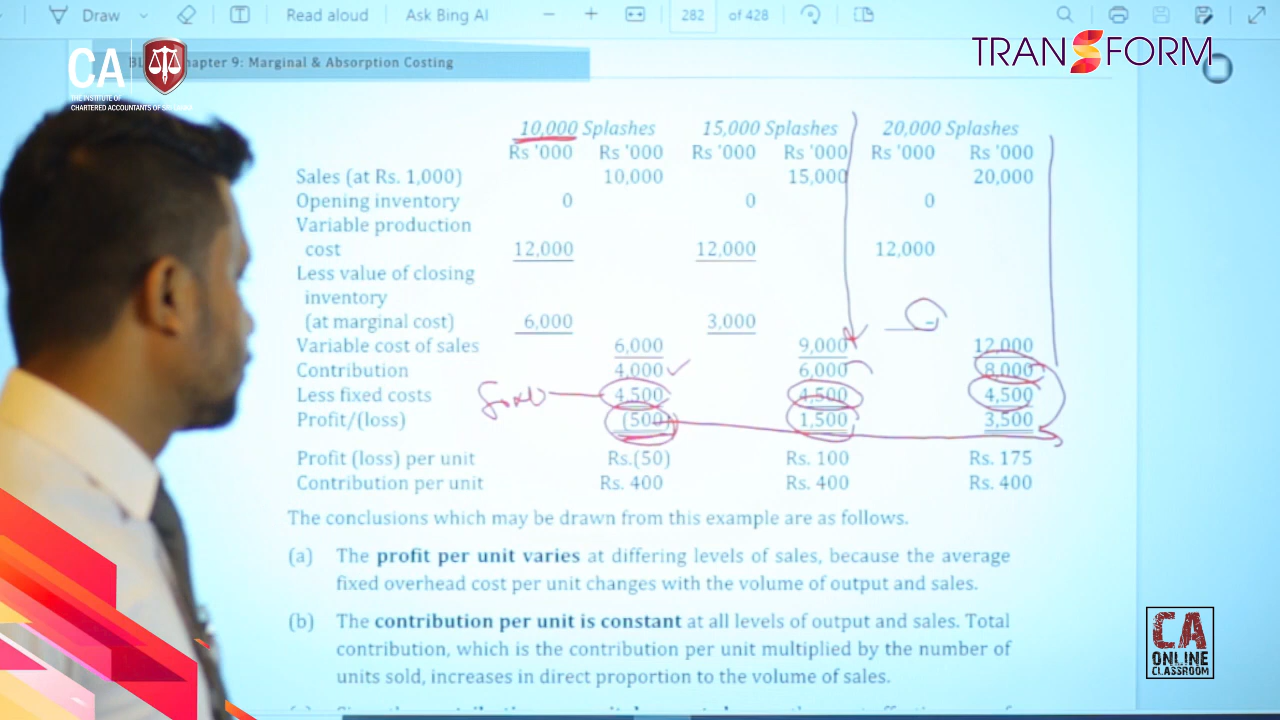 Draw Read aloud Ask Bing AI 282 of 428
CA
THE INSTITUTE OF
CHARTERED ACCOUNTANTS OF SRI LANKA
Chapter 9: Marginal & Absorption Costing
TRANSFORM
10,000 Splashes 15,000 Splashes 20,000 Splashes
Rs '000 Rs '000 Rs '000 Rs '000 Rs '000 Rs '000
Sales (at Rs. 1,000) 10,000 15,000 20,000
Opening inventory 0 0 0
Variable production
cost 12,000 12,000 12,000
Less value of closing
inventory
(at marginal cost) 6,000 3,000 -
Variable cost of sales 6,000 9,000 12,000
Contribution 4,000 6,000 8,000
Less fixed costs 4,500 4,500 4,500
Profit/(loss) (500) 1,500 3,500
Profit (loss) per unit Rs.(50) Rs. 100 Rs. 175
Contribution per unit Rs. 400 Rs. 400 Rs. 400
The conclusions which may be drawn from this example are as follows.
(a) The profit per unit varies at differing levels of sales, because the average
fixed overhead cost per unit changes with the volume of output and sales.
(b) The contribution per unit is constant at all levels of output and sales. Total
contribution, which is the contribution per unit multiplied by the number of
units sold, increases in direct proportion to the volume of sales.
CA
ONLINE
CLASSROOM